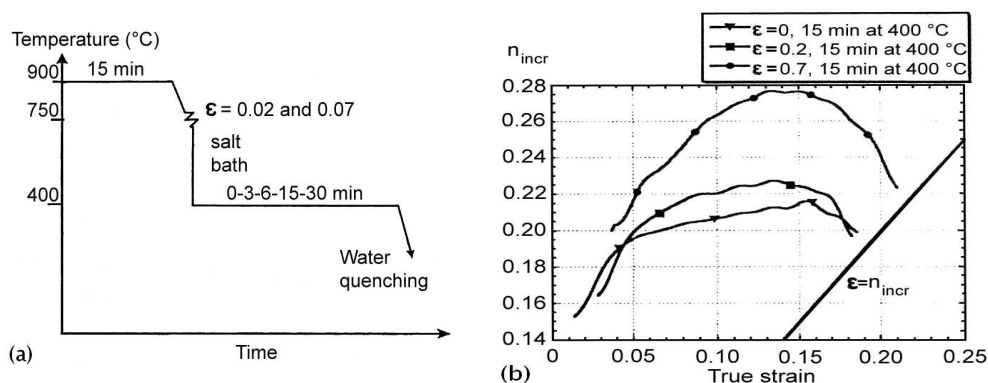 Temperature (°C)
900
15 min
750
ε = 0.02 and 0.07
salt
bath
400
0-3-6-15-30 min
Water
quenching
(a)
Time
n incr
ε=0, 15 min at 400 °C
ε=0.2, 15 min at 400 °C
ε=0.7, 15 min at 400 °C
0.28
0.26
0.24
0.22
0.20
0.18
0.16
0.14
ε=n incr
0 0.05 0.10 0.15 0.20 0.25
(b)
True strain